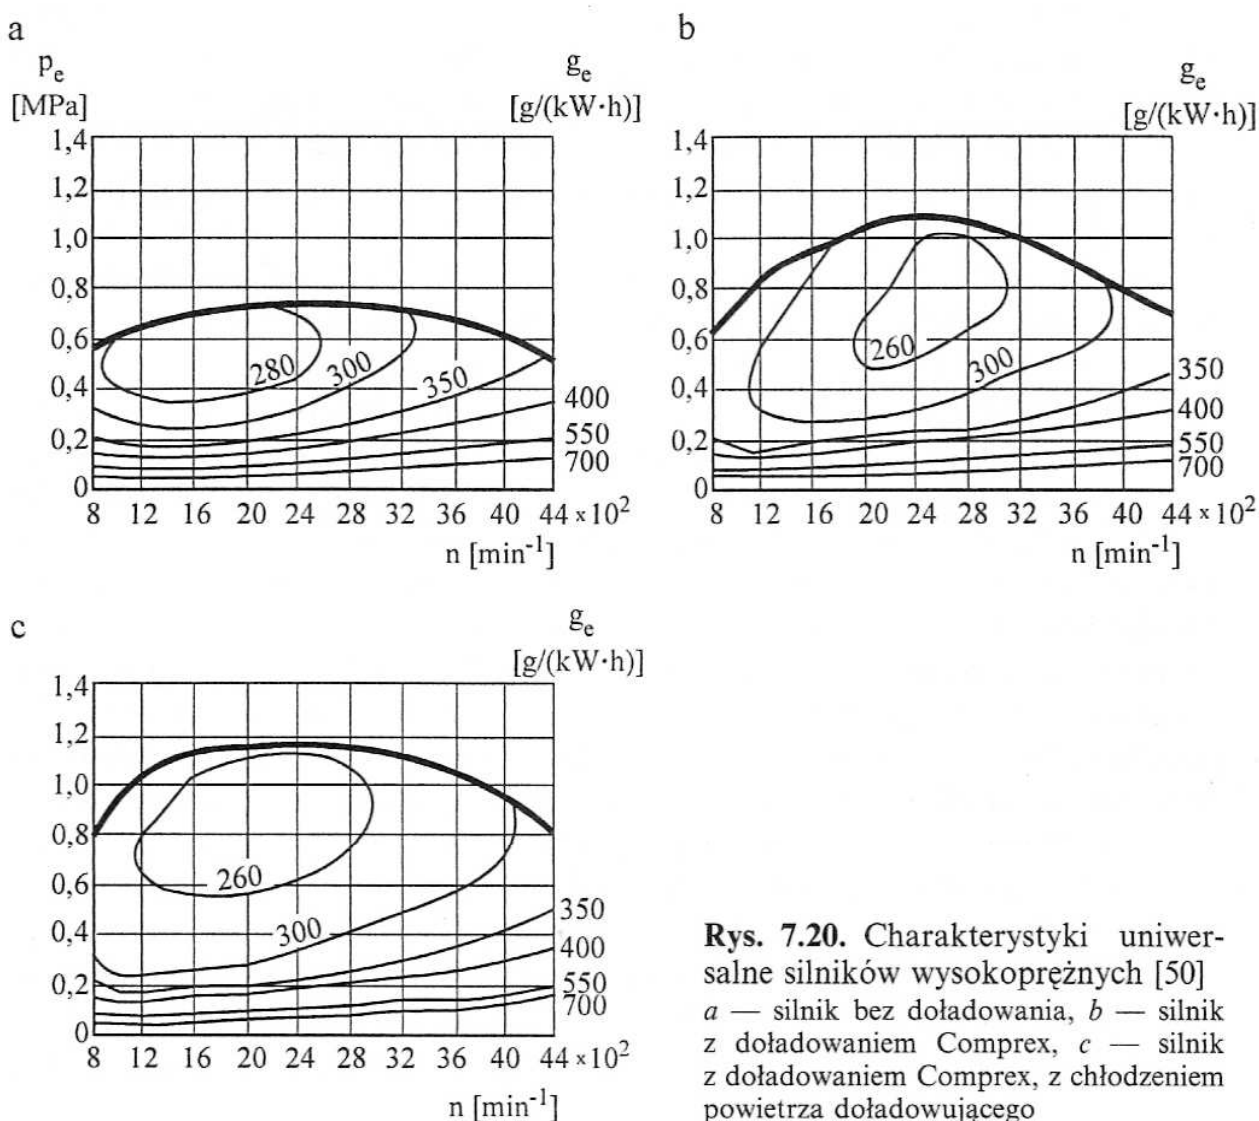 a
p_e
[MPa]
g_e
[g/(kW·h)]
1,4
1,2
1,0
0,8
0,6
0,4
0,2
0
280
300
350
400
550
700
8 12 16 20 24 28 32 36 40 44 × 10²
n [min⁻¹]
b
g_e
[g/(kW·h)]
1,4
1,2
1,0
0,8
0,6
0,4
0,2
0
260
300
350
400
550
700
8 12 16 20 24 28 32 36 40 44 × 10²
n [min⁻¹]
c
g_e
[g/(kW·h)]
1,4
1,2
1,0
0,8
0,6
0,4
0,2
0
260
300
350
400
550
700
8 12 16 20 24 28 32 36 40 44 × 10²
n [min⁻¹]
Rys. 7.20. Charakterystyki uniwer-
salne silników wysokoprężnych [50]
a — silnik bez doładowania, b — silnik
z doładowaniem Comprex, c — silnik
z doładowaniem Comprex, z chłodzeniem
powietrza doładowującego